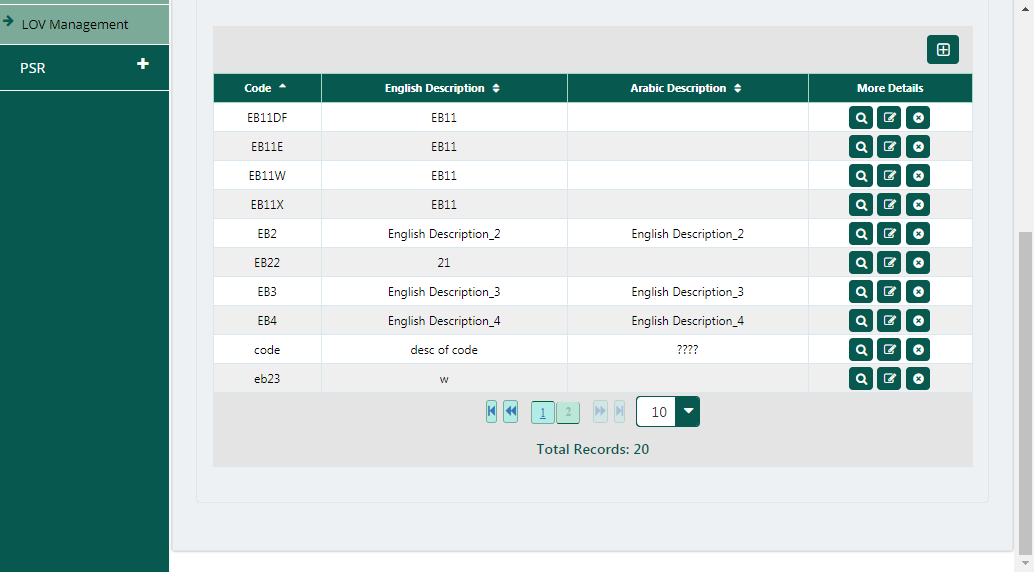 LOV Management
PSR
Code English Description Arabic Description More Details
EB11DF EB11
EB11E EB11
EB11W EB11
EB11X EB11
EB2 English Description_2 English Description_2
EB22 21
EB3 English Description_3 English Description_3
EB4 English Description_4 English Description_4
code desc of code ????
eb23 w
1 2 10
Total Records: 20